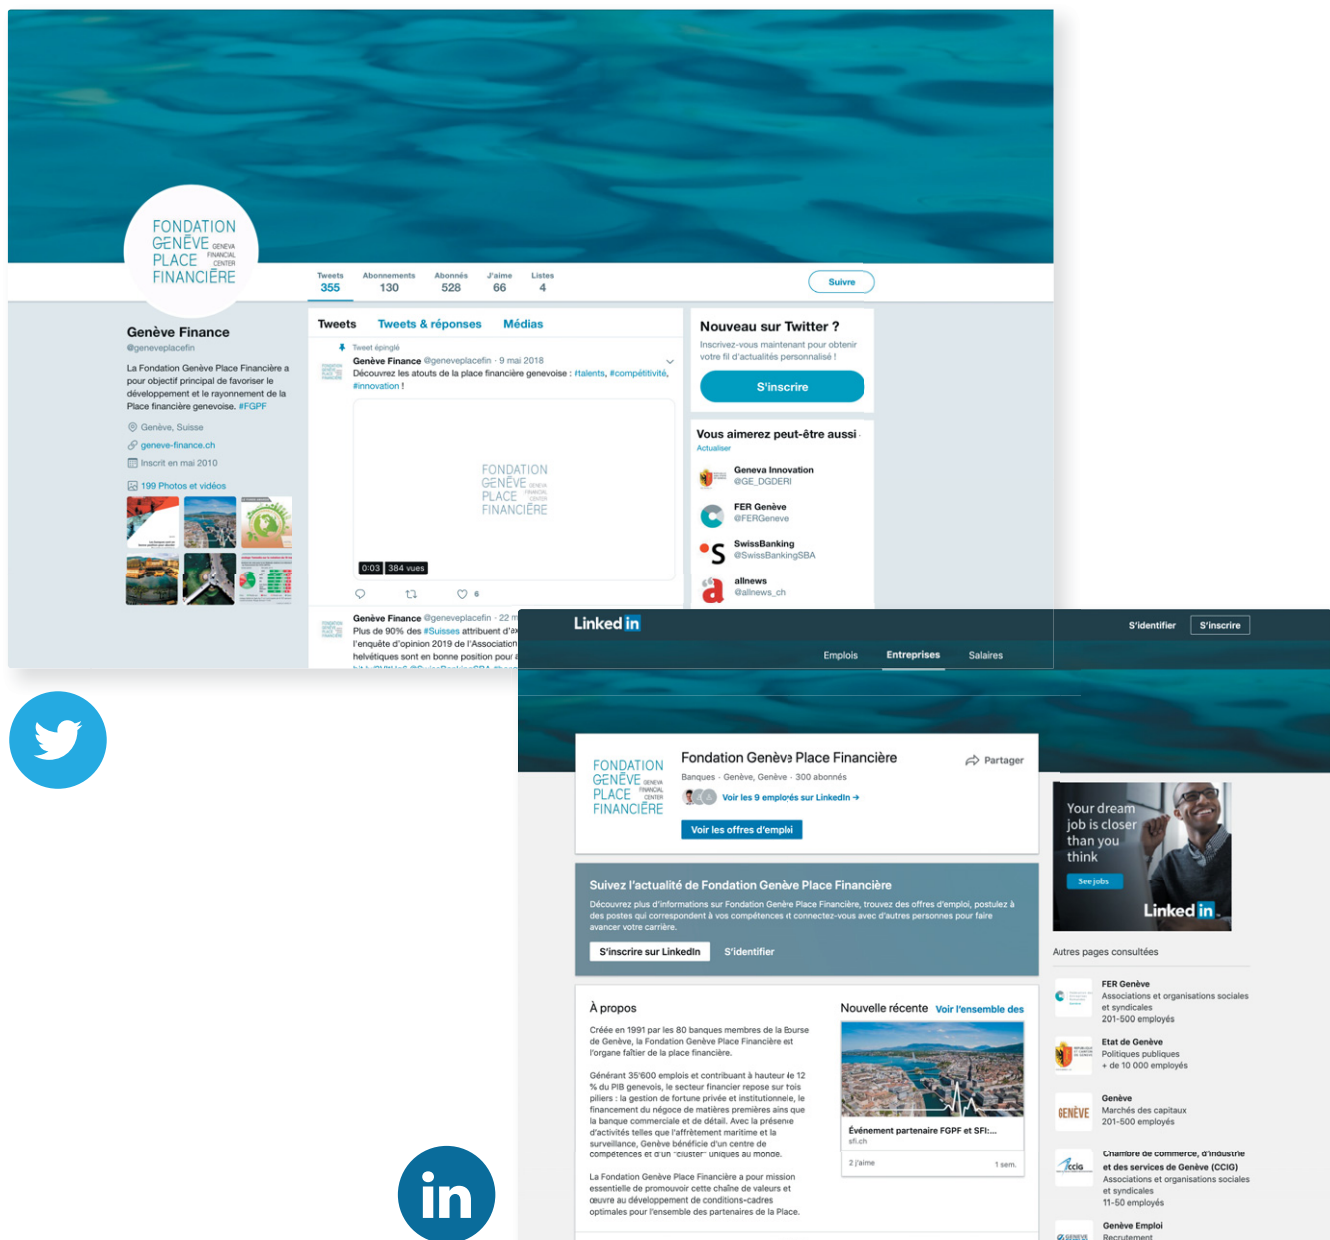 FONDATION
GENÈVE GENEVA
PLACE FINANCIAL
CENTER
FINANCIÈRE
Tweets Abonnements Abonnés J'aime Listes
355 130 528 66 4
Suivre
Genève Finance
@geneveplacefin
La Fondation Genève Place Financière a
pour objectif principal de favoriser le
développement et le rayonnement de la
Place financière genevoise. #FGPF
Genève, Suisse
geneve-finance.ch
Inscrit en mai 2010
199 Photos et vidéos
Tweets Tweets & réponses Médias
Tweet épinglé
Genève Finance @geneveplacefin · 9 mai 2018
Découvrez les atouts de la place financière genevoise : #talents, #compétitivité,
#innovation !
FONDATION
GENÈVE GENEVA
PLACE FINANCIAL
CENTER
FINANCIÈRE
0:03 384 vues
6
Genève Finance @geneveplacefin · 22 m
Plus de 90% des #Suisses attribuent d'ex
l'enquête d'opinion 2019 de l'Association
helvétiques sont en bonne position pour a
Nouveau sur Twitter ?
Inscrivez-vous maintenant pour obtenir
votre fil d'actualités personnalisé !
S'inscrire
Vous aimerez peut-être aussi ·
Actualiser
Geneva Innovation
@GE_DGDERI
FER Genève
@FERGeneve
SwissBanking
@SwissBankingSBA
allnews
@allnews_ch
Linked in
S'identifier S'inscrire
Emplois Entreprises Salaires
FONDATION
GENÈVE GENEVA
PLACE FINANCIAL
CENTER
FINANCIÈRE
Fondation Genève Place Financière
Banques · Genève, Genève · 300 abonnés
Voir les 9 employés sur LinkedIn →
Voir les offres d'emploi
Partager
Suivez l'actualité de Fondation Genève Place Financière
Découvrez plus d'informations sur Fondation Genève Place Financière, trouvez des offres d'emploi, postulez à
des postes qui correspondent à vos compétences et connectez-vous avec d'autres personnes pour faire
avancer votre carrière.
S'inscrire sur LinkedIn S'identifier
À propos
Créée en 1991 par les 80 banques membres de la Bourse
de Genève, la Fondation Genève Place Financière est
l'organe faîtier de la place financière.
Générant 35'600 emplois et contribuant à hauteur de 12
% du PIB genevois, le secteur financier repose sur trois
piliers : la gestion de fortune privée et institutionnelle, le
financement du négoce de matières premières ains que
la banque commerciale et de détail. Avec la présence
d'activités telles que l'affrètement maritime et la
surveillance, Genève bénéficie d'un centre de
compétences et d'un "cluster" uniques au monde.
La Fondation Genève Place Financière a pour mission
essentielle de promouvoir cette chaîne de valeurs et
œuvre au développement de conditions-cadres
optimales pour l'ensemble des partenaires de la Place.
Nouvelle récente Voir l'ensemble des
Événement partenaire FGPF et SFI:...
sfi.ch
2 j'aime 1 sem.
Your dream
job is closer
than you
think
See jobs
Linked in
Autres pages consultées
FER Genève
Associations et organisations sociales
et syndicales
201-500 employés
Etat de Genève
Politiques publiques
+ de 10 000 employés
GENÈVE
Genève
Marchés des capitaux
201-500 employés
ccig
Chambre de commerce, d'industrie
et des services de Genève (CCIG)
Associations et organisations sociales
et syndicales
11-50 employés
Genève Emploi
Recrutement
in